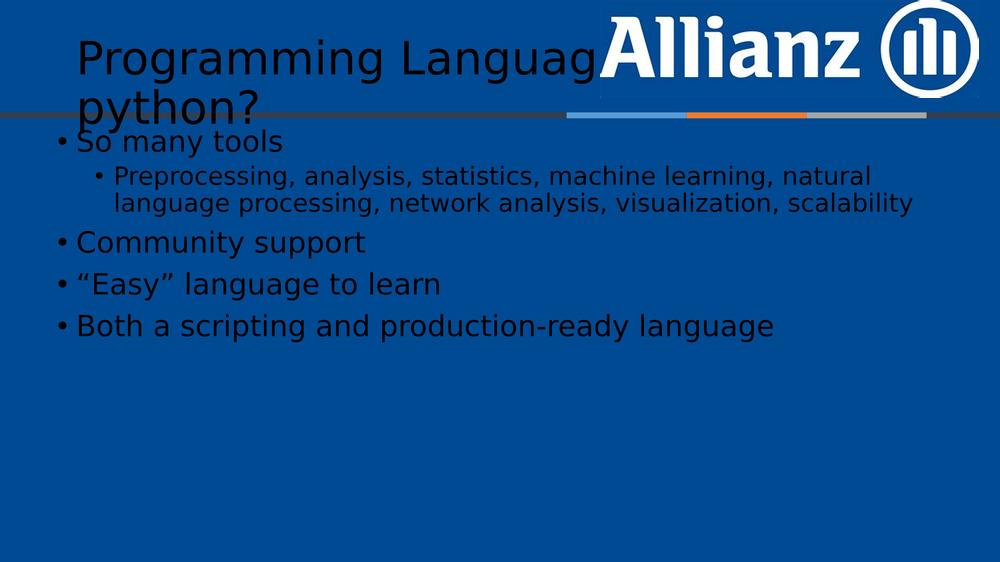 Programming Languag
Allianz
python?
• So many tools
• Preprocessing, analysis, statistics, machine learning, natural
language processing, network analysis, visualization, scalability
• Community support
• “Easy” language to learn
• Both a scripting and production-ready language